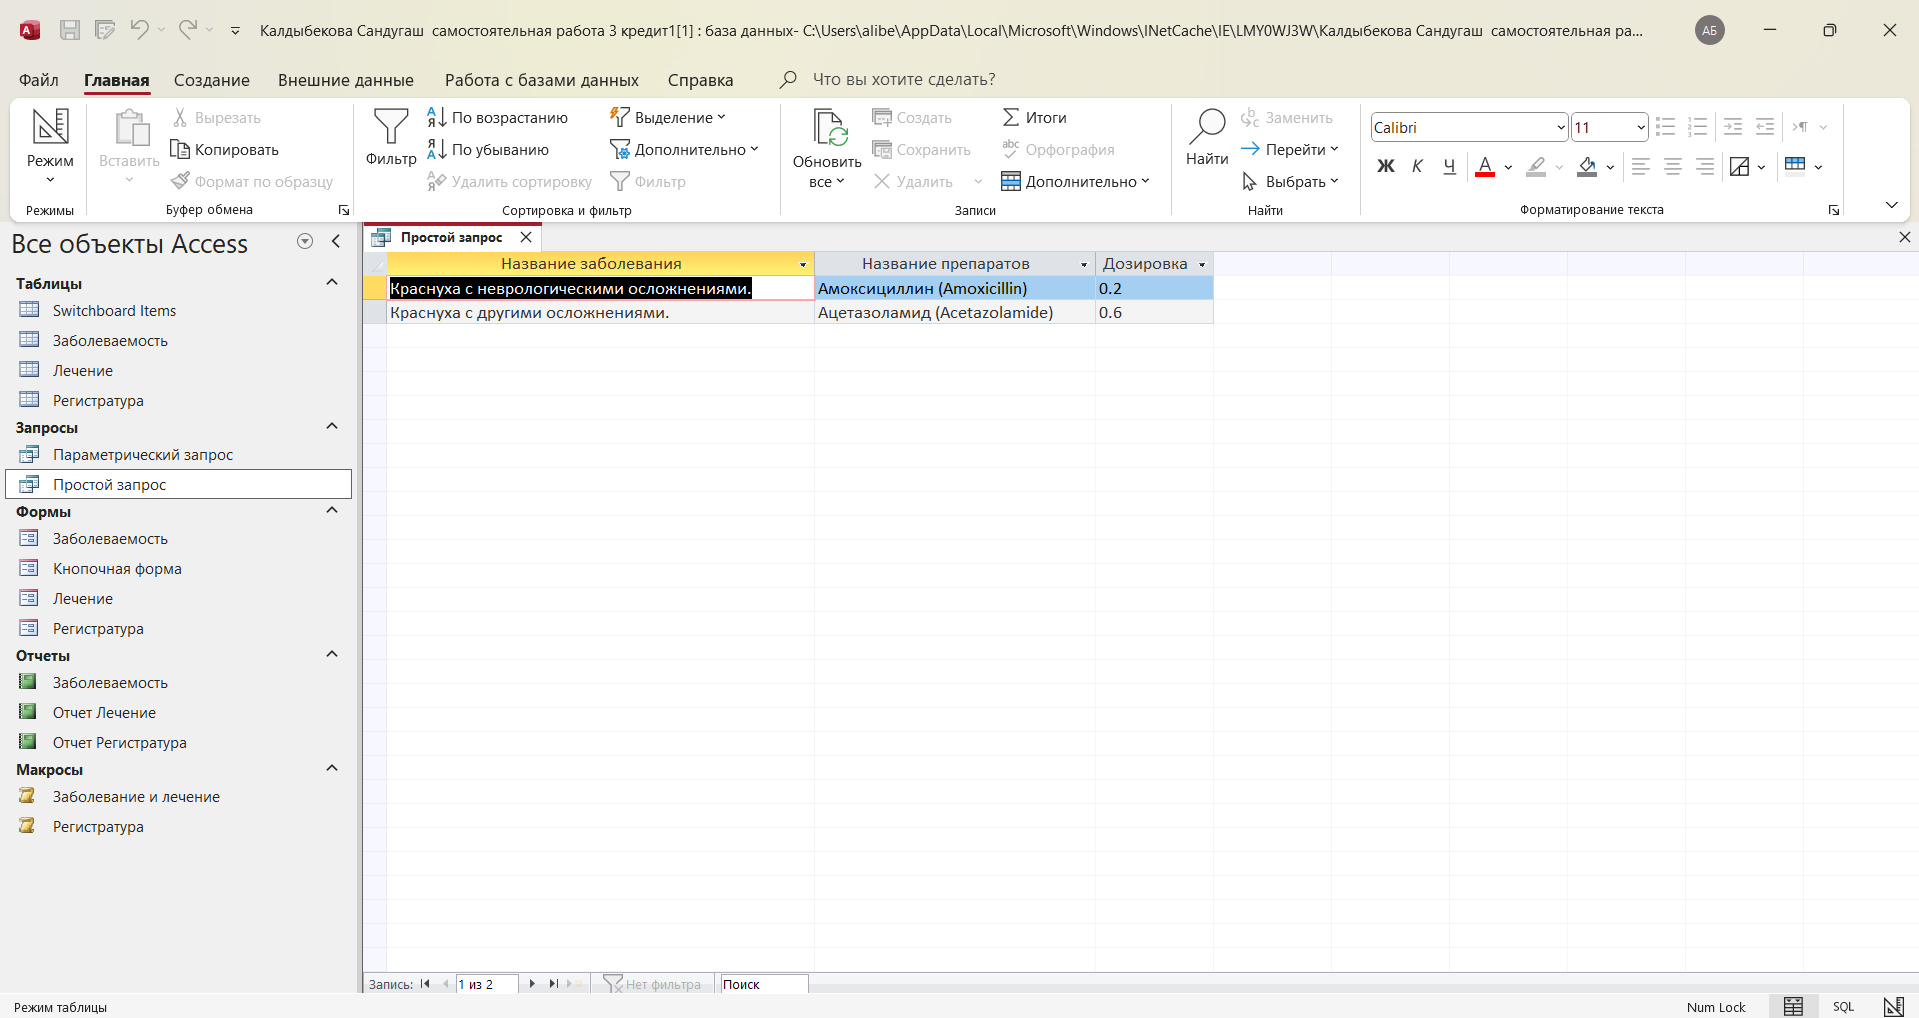 Калдыбекова Сандугаш самостоятельная работа 3 кредит1[1] : база данных- C:\Users\alibe\AppData\Local\Microsoft\Windows\INetCache\IE\LMY0WJ3W\Калдыбекова Сандугаш самостоятельная ра...
АБ
Файл Главная Создание Внешние данные Работа с базами данных Справка Что вы хотите сделать?
Режим
Режимы
Вставить
Вырезать
Копировать
Формат по образцу
Буфер обмена
Фильтр
По возрастанию
По убыванию
Удалить сортировку
Выделение
Дополнительно
Фильтр
Сортировка и фильтр
Обновить
все
Создать
Сохранить
Удалить
Итоги
Орфография
Дополнительно
Записи
Найти
Заменить
Перейти
Выбрать
Найти
Calibri 11
Ж К Ч А
Форматирование текста
Все объекты Access
Таблицы
Switchboard Items
Заболеваемость
Лечение
Регистратура
Запросы
Параметрический запрос
Простой запрос
Формы
Заболеваемость
Кнопочная форма
Лечение
Регистратура
Отчеты
Заболеваемость
Отчет Лечение
Отчет Регистратура
Макросы
Заболевание и лечение
Регистратура
Простой запрос
Название заболевания Название препаратов Дозировка
Краснуха с неврологическими осложнениями. Амоксициллин (Amoxicillin) 0.2
Краснуха с другими осложнениями. Ацетазоламид (Acetazolamide) 0.6
Запись: 1 из 2 Нет фильтра Поиск
Режим таблицы Num Lock SQL